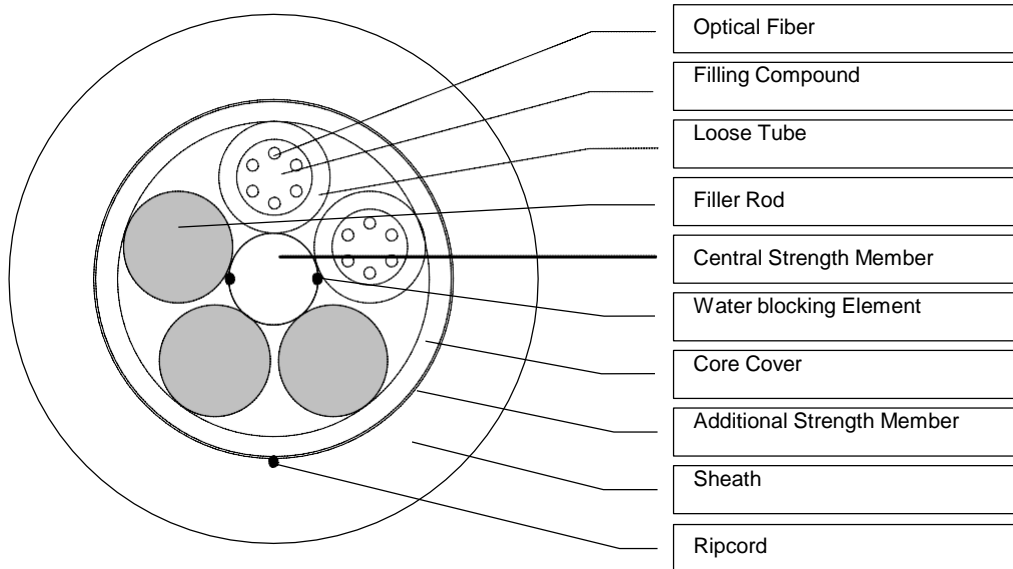 Optical Fiber
Filling Compound
Loose Tube
Filler Rod
Central Strength Member
Water blocking Element
Core Cover
Additional Strength Member
Sheath
Ripcord